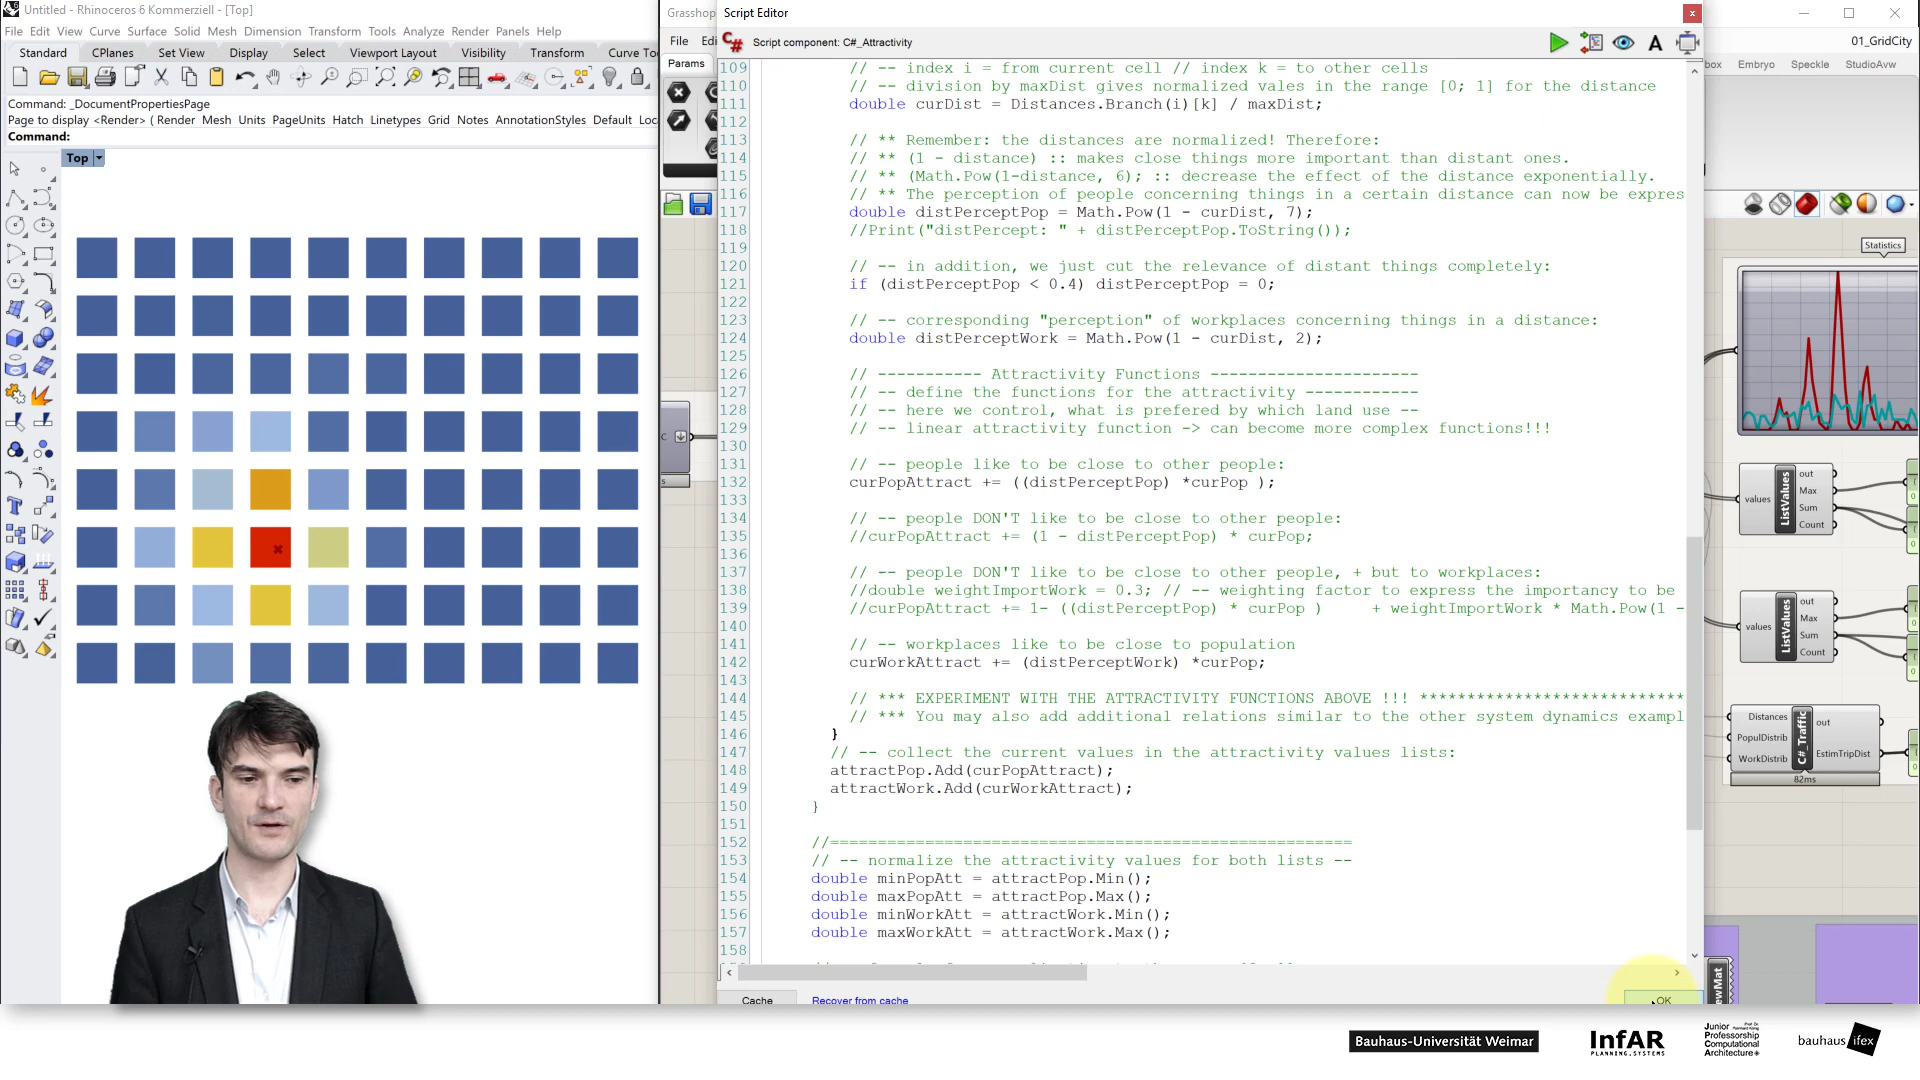 Untitled - Rhinoceros 6 Kommerziell - [Top]
File Edit View Curve Surface Solid Mesh Dimension Transform Tools Analyze Render Panels Help
Standard CPlanes Set View Display Select Viewport Layout Visibility Transform Curve To
Command: _DocumentPropertiesPage
Page to display <Render> ( Render Mesh Units PageUnits Hatch Linetypes Grid Notes AnnotationStyles Default Loc
Command:
Top
Grasshop
File Edi
Params
Script Editor
Script component: C#_Attractivity
109 // -- index i = from current cell // index k = to other cells
110 // -- division by maxDist gives normalized vales in the range [0; 1] for the distance
111 double curDist = Distances.Branch(i)[k] / maxDist;
112
113 // ** Remember: the distances are normalized! Therefore:
114 // ** (1 - distance) :: makes close things more important than distant ones.
115 // ** (Math.Pow(1-distance, 6); :: decrease the effect of the distance exponentially.
116 // ** The perception of people concerning things in a certain distance can now be expres
117 double distPerceptPop = Math.Pow(1 - curDist, 7);
118 //Print("distPercept: " + distPerceptPop.ToString());
119
120 // -- in addition, we just cut the relevance of distant things completely:
121 if (distPerceptPop < 0.4) distPerceptPop = 0;
122
123 // -- corresponding "perception" of workplaces concerning things in a distance:
124 double distPerceptWork = Math.Pow(1 - curDist, 2);
125
126 // ----------- Attractivity Functions ----------------------
127 // -- define the functions for the attractivity ------------
128 // -- here we control, what is prefered by which land use --
129 // -- linear attractivity function -> can become more complex functions!!!
130
131 // -- people like to be close to other people:
132 curPopAttract += ((distPerceptPop) *curPop );
133
134 // -- people DON'T like to be close to other people:
135 //curPopAttract += (1 - distPerceptPop) * curPop;
136
137 // -- people DON'T like to be close to other people, + but to workplaces:
138 //double weightImportWork = 0.3; // -- weighting factor to express the importancy to be
139 //curPopAttract += 1- ((distPerceptPop) * curPop ) + weightImportWork * Math.Pow(1 -
140
141 // -- workplaces like to be close to population
142 curWorkAttract += (distPerceptWork) *curPop;
143
144 // *** EXPERIMENT WITH THE ATTRACTIVITY FUNCTIONS ABOVE !!! ****************************
145 // *** You may also add additional relations similar to the other system dynamics exampl
146 }
147 // -- collect the current values in the attractivity values lists:
148 attractPop.Add(curPopAttract);
149 attractWork.Add(curWorkAttract);
150 }
151
152 //=======================================================
153 // -- normalize the attractivity values for both lists --
154 double minPopAtt = attractPop.Min();
155 double maxPopAtt = attractPop.Max();
156 double minWorkAtt = attractWork.Min();
157 double maxWorkAtt = attractWork.Max();
158
Cache Recover from cache OK
01_GridCity
box Embryo Speckle StudioAvw
Statistics
values ListValues out Max Sum Count
values ListValues out Max Sum Count
Distances PopulDistrib WorkDistrib C#_Traffic out EstimTripDist
82ms
ewMat
Bauhaus-Universität Weimar
InfAR
PLANNING.SYSTEMS
Junior
Professorship
Computational
Architecture
bauhaus ifex